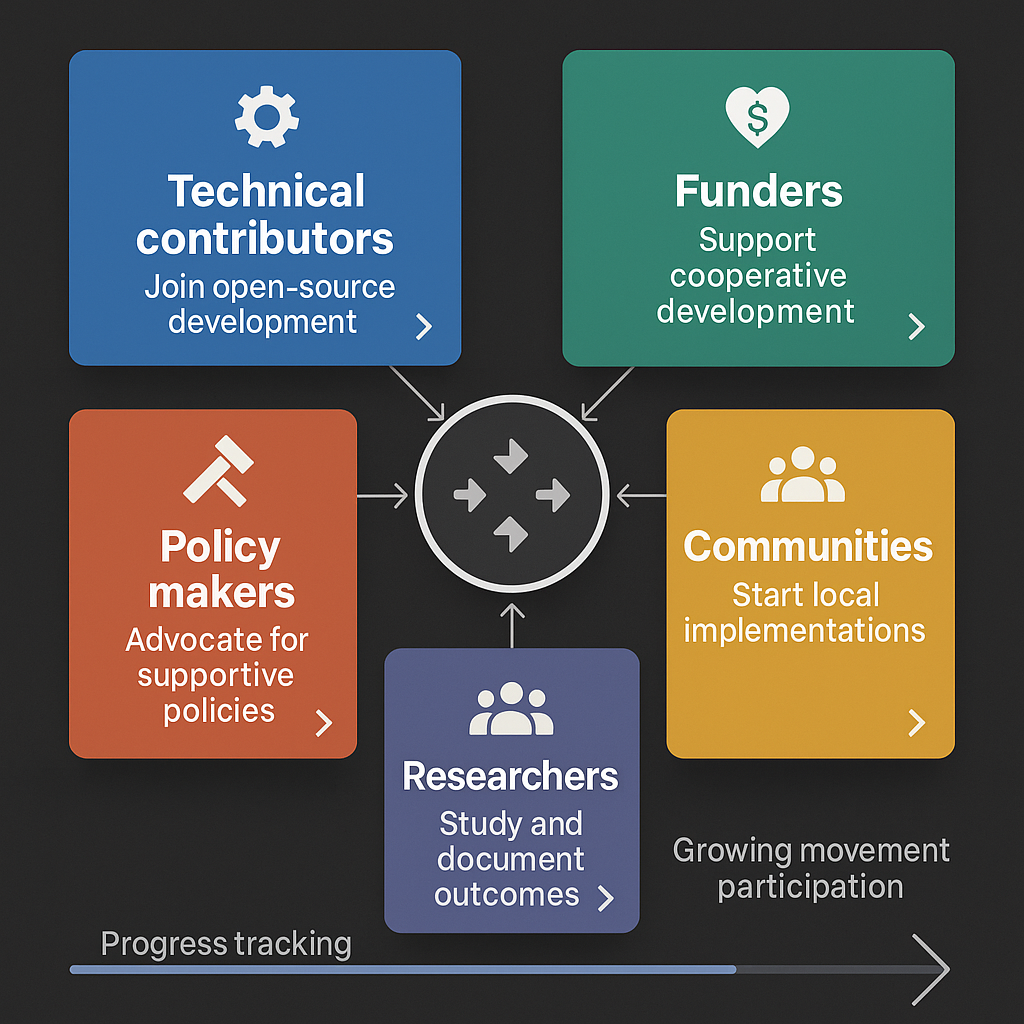 Technical
contributors
Join open-source
development
Funders
$
Support
cooperative
development
Policy
makers
Advocate for
supportive
policies
Communities
Start local
implementations
Researchers
Study and
document
outcomes
Growing movement
participation
Progress tracking